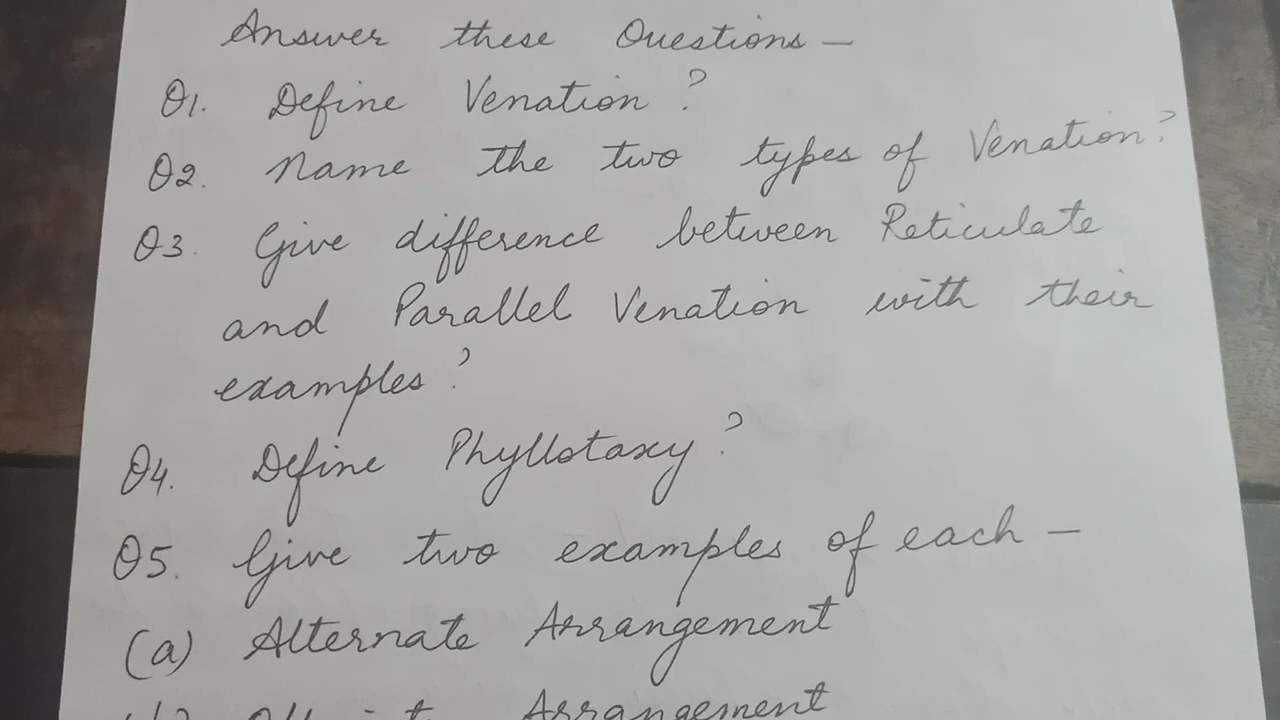 Answer these Questions —
Q1. Define Venation ?
Q2. Name the two types of Venation?
Q3. Give difference between Reticulate
and Parallel Venation with their
examples ?
Q4. Define Phyllotaxy ?
Q5. Give two examples of each —
(a) Alternate Arrangement
Arrangement